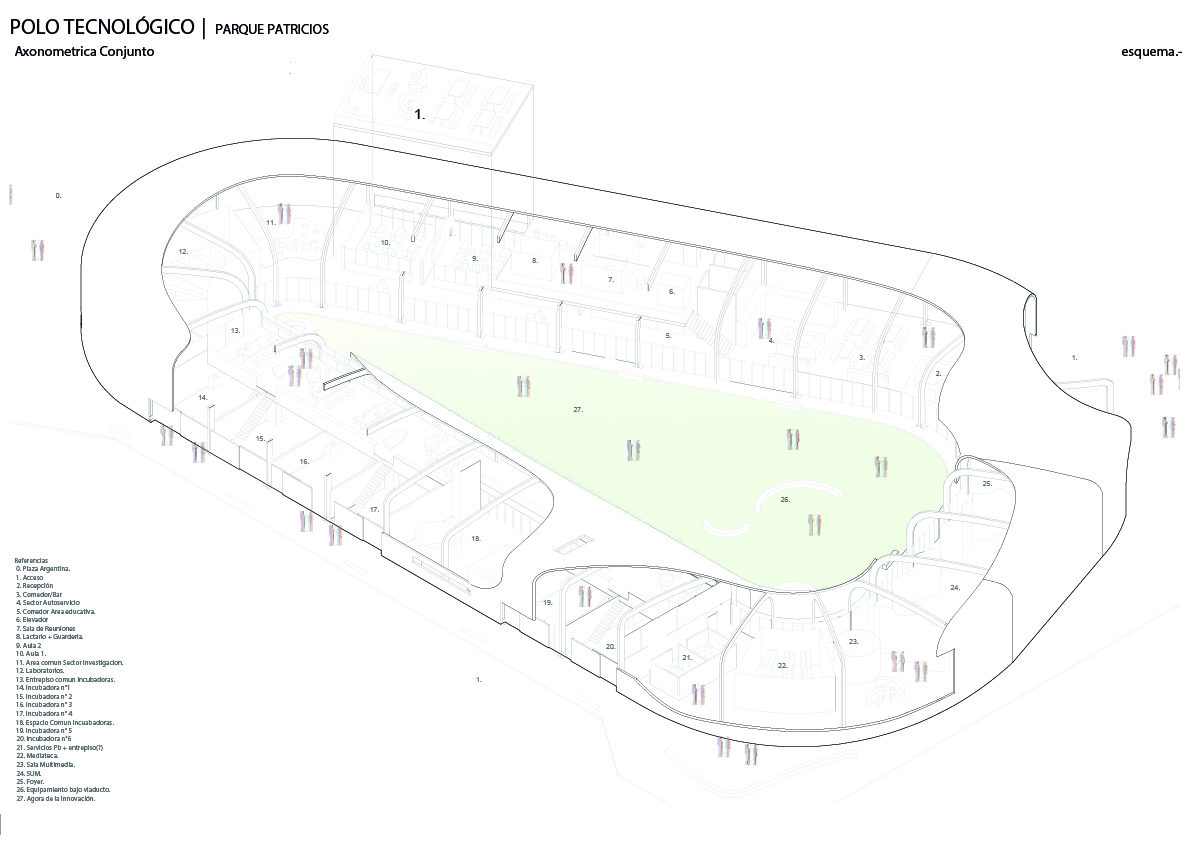 POLO TECNOLÓGICO | PARQUE PATRICIOS
Axonometrica Conjunto
esquema.-
1.
0.
11.
12.
10.
9.
8.
7.
6.
5.
4.
3.
2.
1.
13.
14.
15.
16.
17.
18.
27.
26.
25.
24.
19.
20.
21.
22.
23.
1.
Referencias
0. Plaza Argentina.
1. Acceso
2. Recepción
3. Comedor/Bar
4. Sector Autoservicio
5. Corredor Area educativa.
6. Elevador
7. Sala de Reuniones
8. Lactario + Guarderia.
9. Aula 2
10. Aula 1.
11. Area comun Sector Investigacion.
12. Laboratorios.
13. Entrepiso comun Incubadoras.
14. Incubadora n°1
15. Incubadora n° 2
16. Incubadora n° 3
17. Incubadora n° 4
18. Espacio Comun Incuabadoras.
19. Incubadora n° 5
20. Incubadora n°6
21. Servicios Pb + entrepiso(?)
22. Mediateca.
23. Sala Multimedia.
24. SUM.
25. Foyer.
26. Equipamiento bajo viaducto.
27. Agora de la Innovación.